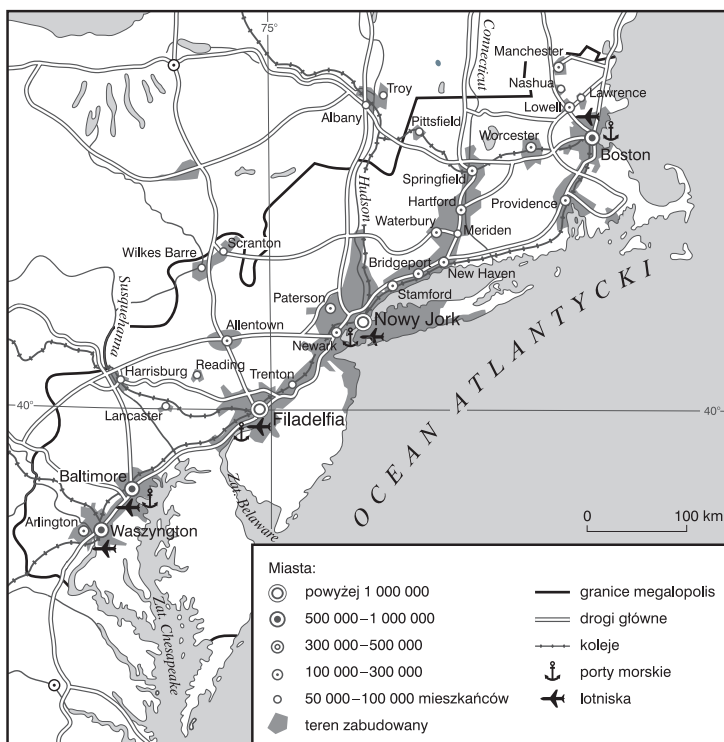 75°
Connecticut
Manchester
Nashua
Lawrence
Lowell
Troy
Albany
Pittsfield
Worcester
Boston
Springfield
Hudson
Hartford
Providence
Waterbury
Meriden
Scranton
Wilkes Barre
Bridgeport
New Haven
Susquehanna
Stamford
Paterson
Nowy Jork
Allentown
Newark
Reading
Harrisburg
Trenton
40°
Lancaster
Filadelfia
40°
OCEAN ATLANTYCKI
Baltimore
Zat. Belaware
Arlington
Waszyngton
0 100 km
Zat. Chesapeake
Miasta:
powyżej 1 000 000
500 000–1 000 000
300 000–500 000
100 000–300 000
50 000–100 000 mieszkańców
teren zabudowany
granice megalopolis
drogi główne
koleje
porty morskie
lotniska